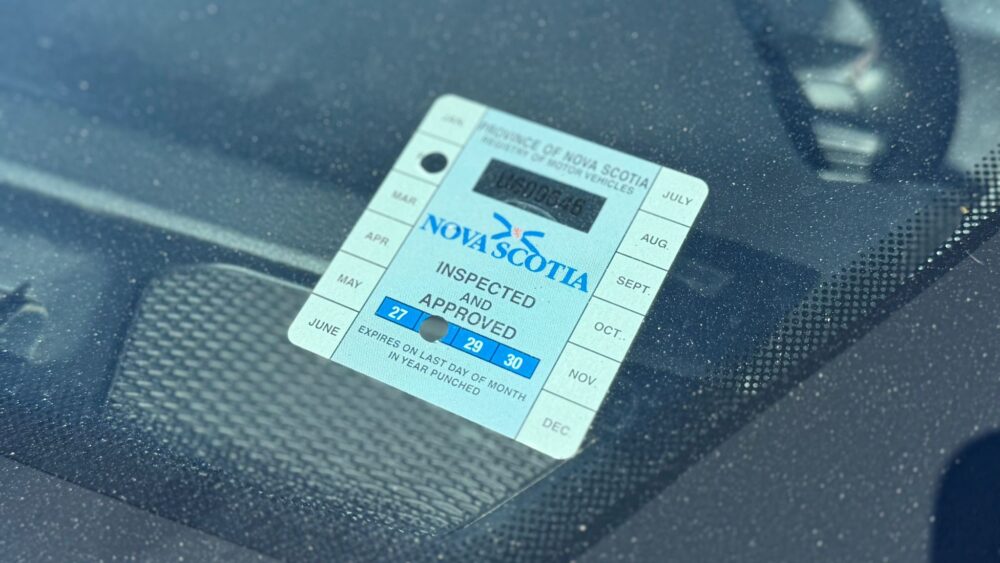 PROVINCE OF NOVA SCOTIA
REGISTRY OF MOTOR VEHICLES
NOVA SCOTIA
INSPECTED
AND
APPROVED
27 29 30
EXPIRES ON LAST DAY OF MONTH
IN YEAR PUNCHED
JAN.
MAR.
APR.
MAY
JUNE
JULY
AUG.
SEPT.
OCT.
NOV.
DEC.